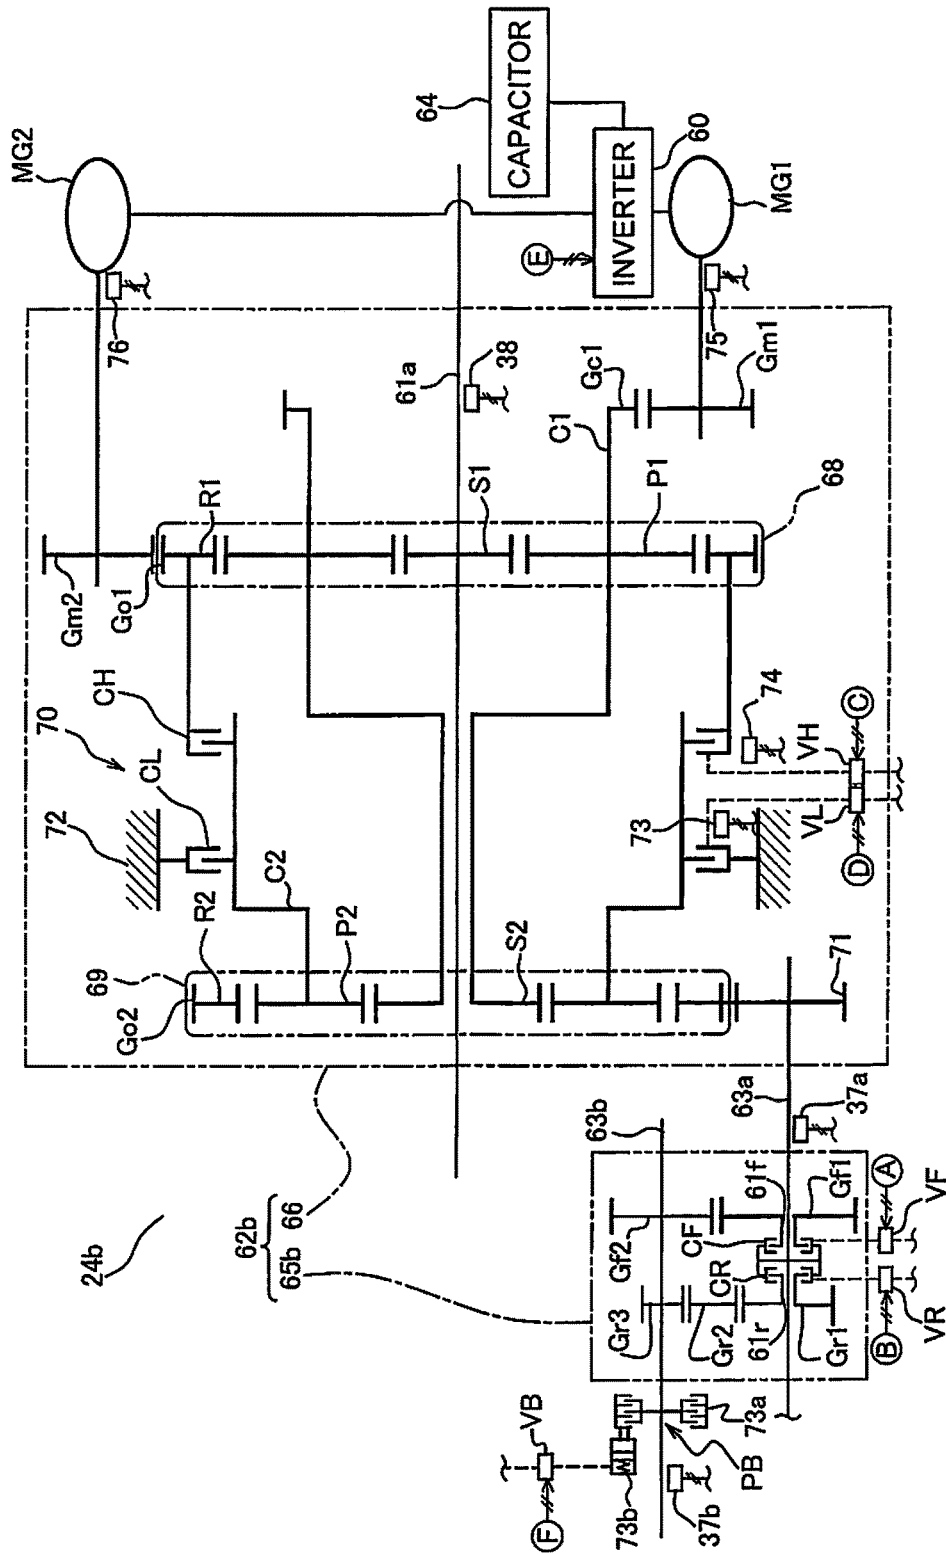 MG2
64
CAPACITOR
60
INVERTER
MG1
E
76
75
61a
38
Gc1
Gm1
C1
P1
S1
R1
68
Gm2
Go1
CH
70
CL
72
74
VH
C
73
VL
D
C2
R2
P2
S2
69
Go2
71
63a
37a
63b
61f
Gf1
A
VF
CF
Gf2
CR
66
62b
65b
24b
Gr3
Gr2
61r
Gr1
B
VR
73a
VB
PB
F
73b
37b